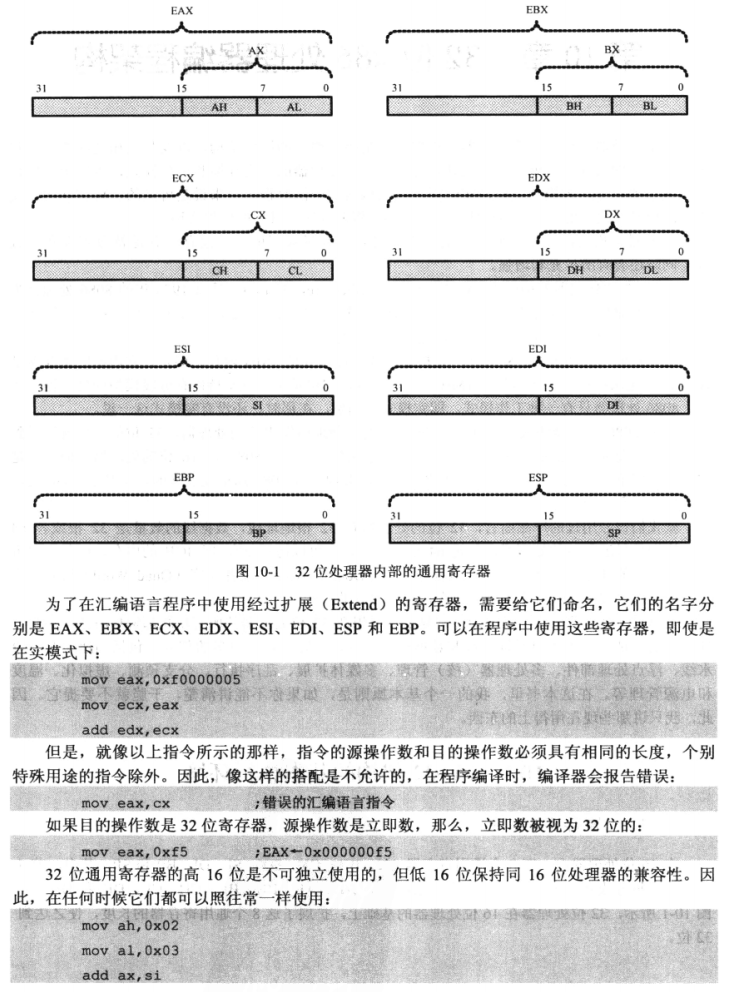 EAX EBX
AX BX
31 15 7 0 31 15 7 0
AH AL BH BL
ECX EDX
CX DX
31 15 7 0 31 15 7 0
CH CL DH DL
ESI EDI
31 15 0 31 15 0
SI DI
EBP ESP
31 15 0 31 15 0
BP SP
图 10-1 32 位处理器内部的通用寄存器
为了在汇编语言程序中使用经过扩展（Extend）的寄存器，需要给它们命名，它们的名字分
别是 EAX、EBX、ECX、EDX、ESI、EDI、ESP 和 EBP。可以在程序中使用这些寄存器，即使是
在实模式下：
mov eax,0xf0000005
mov ecx,eax
add edx,ecx
但是，就像以上指令所示的那样，指令的源操作数和目的操作数必须具有相同的长度，个别
特殊用途的指令除外。因此，像这样的搭配是不允许的，在程序编译时，编译器会报告错误：
mov eax,cx ;错误的汇编语言指令
如果目的操作数是 32 位寄存器，源操作数是立即数，那么，立即数被视为 32 位的：
mov eax,0xf5 ;EAX←0x000000f5
32 位通用寄存器的高 16 位是不可独立使用的，但低 16 位保持同 16 位处理器的兼容性。因
此，在任何时候它们都可以照往常一样使用：
mov ah,0x02
mov al,0x03
add ax,si